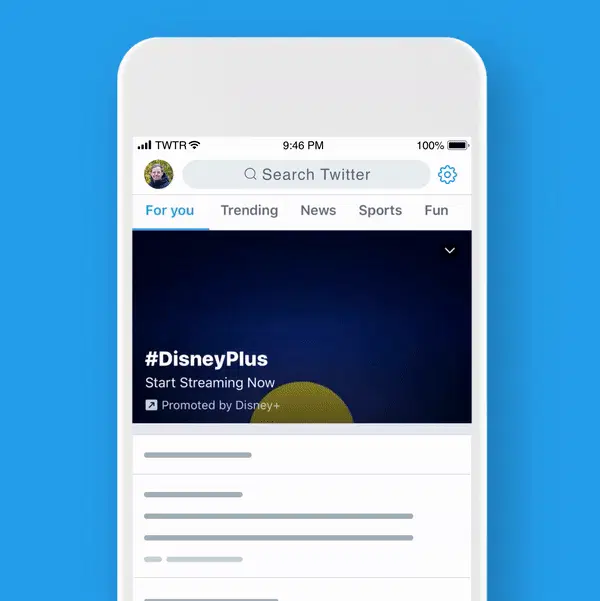 TWTR 9:46 PM 100%
Search Twitter
For you Trending News Sports Fun
#DisneyPlus
Start Streaming Now
Promoted by Disney+